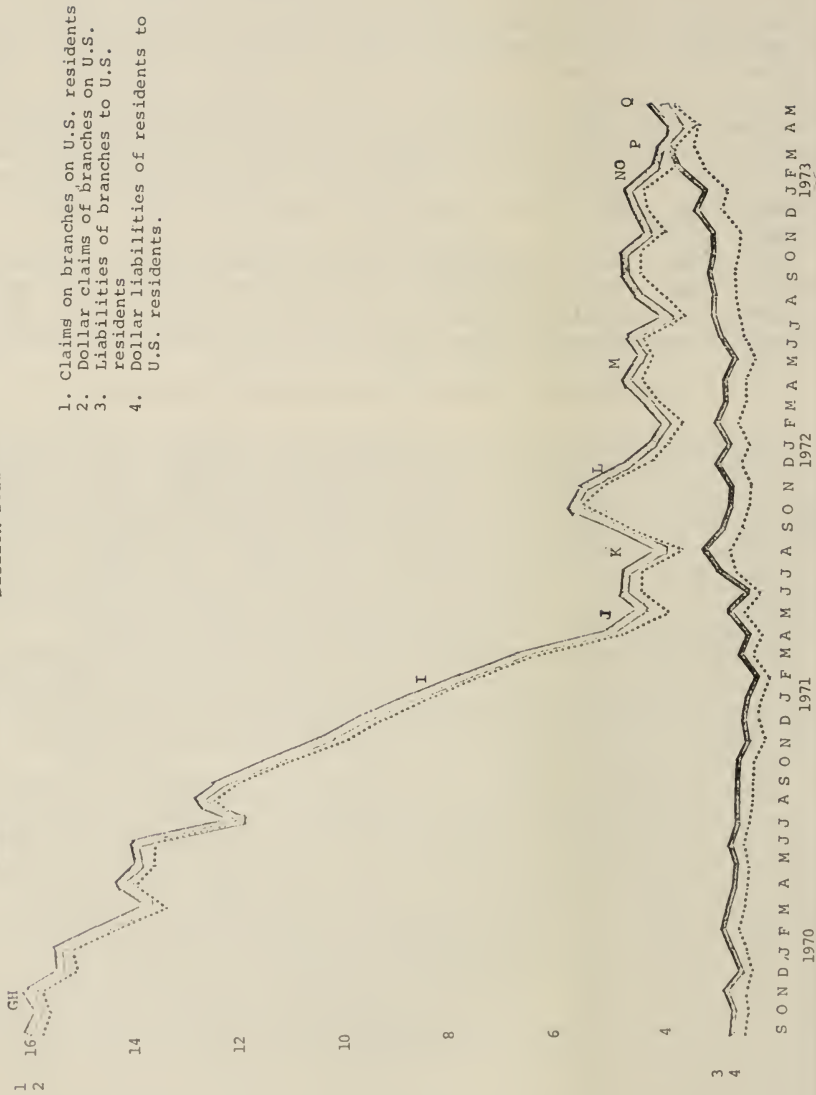 1. Claims on branches on U.S. residents
2. Dollar claims of branches on U.S.
3. Liabilities of branches to U.S.
residents
4. Dollar liabilities of residents to
U.S. residents.
1
2
16
14
12
10
8
6
4
3
4
GH
I
J
K
L
M
NO
P
Q
S O N D J F M A M J J A S O N D J F M A M J J A S O N D J F M A M J J A S O N D J F M A M
1970 1971 1972 1973